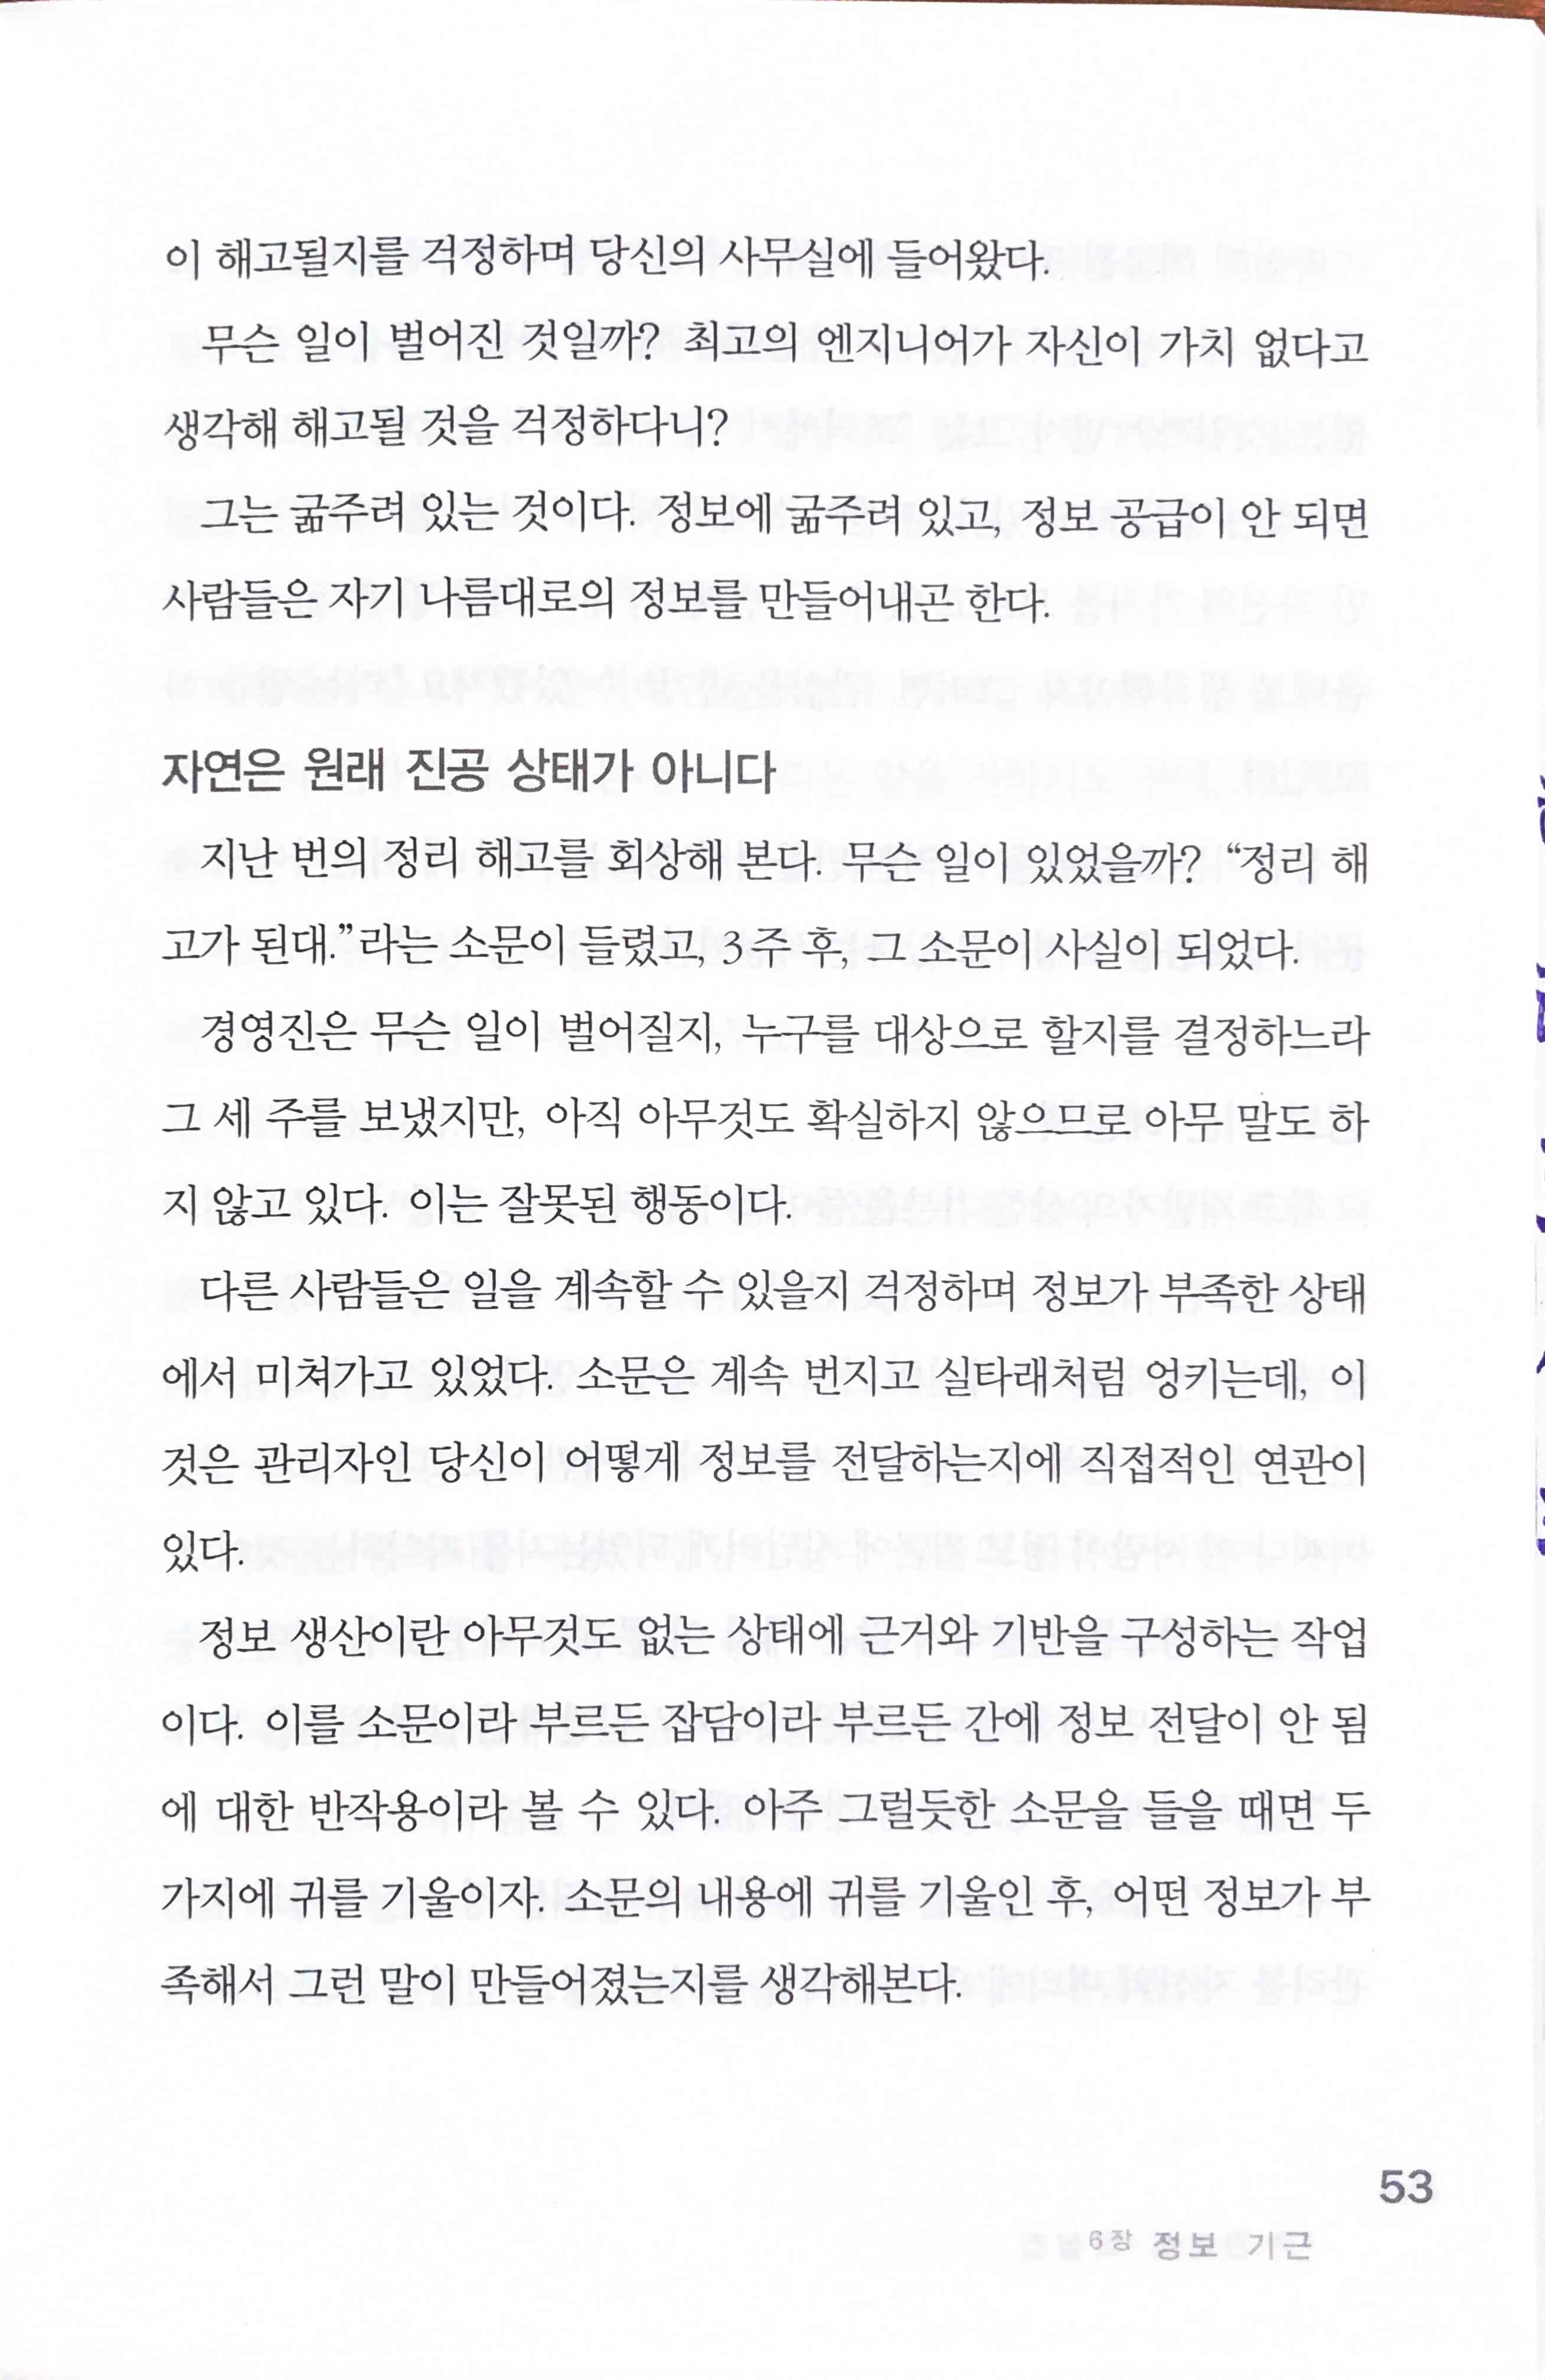 이 해고될지를 걱정하며 당신의 사무실에 들어왔다.
무슨 일이 벌어진 것일까? 최고의 엔지니어가 자신이 가치 없다고
생각해 해고될 것을 걱정하다니?
그는 굶주려 있는 것이다. 정보에 굶주려 있고, 정보 공급이 안 되면
사람들은 자기 나름대로의 정보를 만들어내곤 한다.
자연은 원래 진공 상태가 아니다
지난 번의 정리 해고를 회상해 본다. 무슨 일이 있었을까? “정리 해
고가 된대.”라는 소문이 들렸고, 3주 후, 그 소문이 사실이 되었다.
경영진은 무슨 일이 벌어질지, 누구를 대상으로 할지를 결정하느라
그 세 주를 보냈지만, 아직 아무것도 확실하지 않으므로 아무 말도 하
지 않고 있다. 이는 잘못된 행동이다.
다른 사람들은 일을 계속할 수 있을지 걱정하며 정보가 부족한 상태
에서 미쳐가고 있었다. 소문은 계속 번지고 실타래처럼 엉키는데, 이
것은 관리자인 당신이 어떻게 정보를 전달하는지에 직접적인 연관이
있다.
정보 생산이란 아무것도 없는 상태에 근거와 기반을 구성하는 작업
이다. 이를 소문이라 부르든 잡담이라 부르든 간에 정보 전달이 안 됨
에 대한 반작용이라 볼 수 있다. 아주 그럴듯한 소문을 들을 때면 두
가지에 귀를 기울이자. 소문의 내용에 귀를 기울인 후, 어떤 정보가 부
족해서 그런 말이 만들어졌는지를 생각해본다.
53
6장 정보 기근